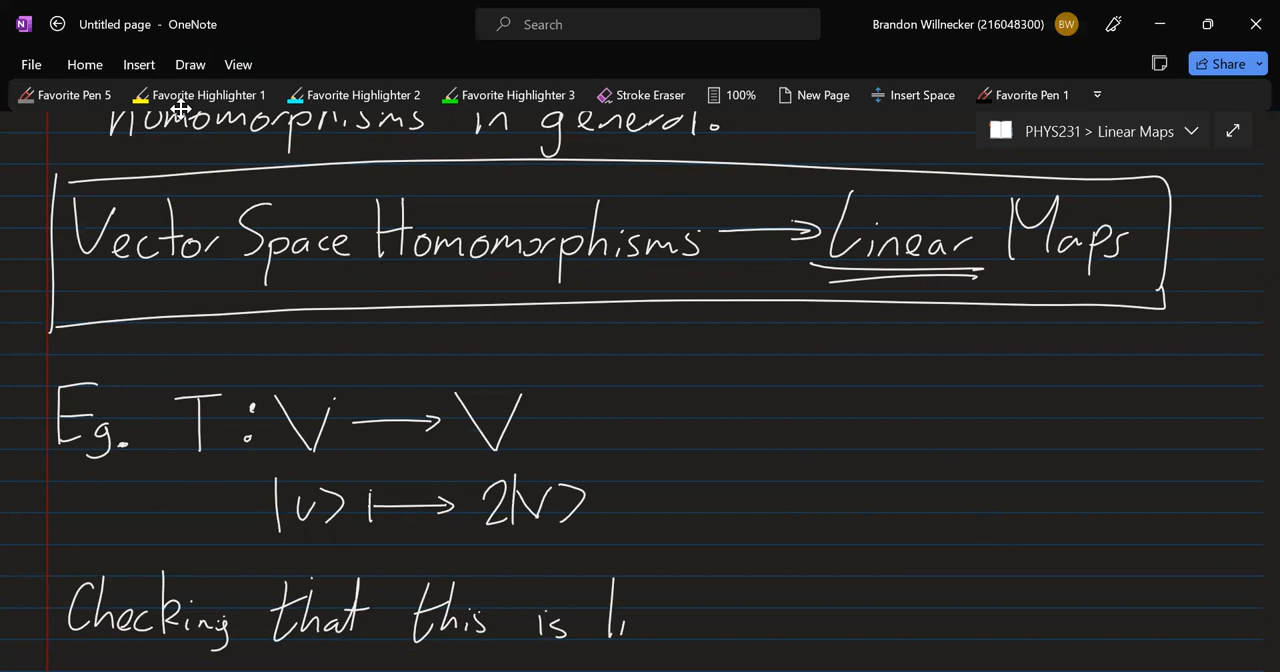 Untitled page - OneNote
Search
Brandon Willnecker (216048300)
BW
File Home Insert Draw View
Share
Favorite Pen 5 Favorite Highlighter 1 Favorite Highlighter 2 Favorite Highlighter 3 Stroke Eraser 100% New Page Insert Space Favorite Pen 1
PHYS231 > Linear Maps
Homomorphisms in general.
Vector Space Homomorphisms ⟶ Linear Maps
Eg. T : V ⟶ V
|v⟩ ⟼ 2|v⟩
Checking that this is li